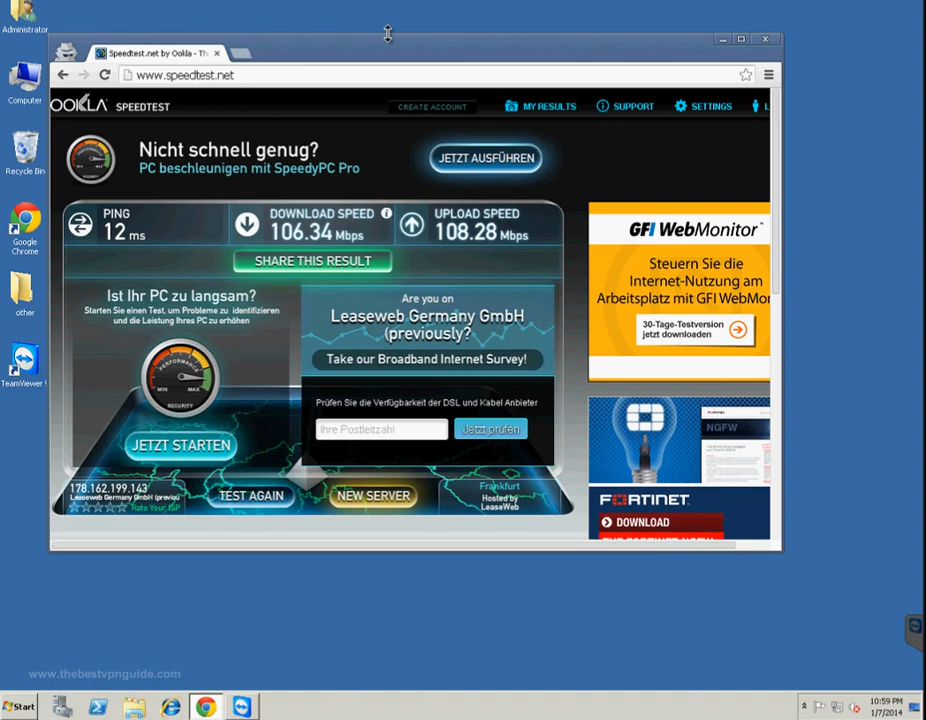 Administrator
Computer
Recycle Bin
Google
Chrome
other
TeamViewer 9
Speedtest.net by Ookla - Th
www.speedtest.net
OOKLA SPEEDTEST
CREATE ACCOUNT
MY RESULTS
SUPPORT
SETTINGS
L
Nicht schnell genug?
PC beschleunigen mit SpeedyPC Pro
JETZT AUSFÜHREN
PING
12 ms
DOWNLOAD SPEED
106.34 Mbps
UPLOAD SPEED
108.28 Mbps
SHARE THIS RESULT
Ist Ihr PC zu langsam?
Starten Sie einen Test, um Probleme zu identifizieren
und die Leistung Ihres PC zu erhöhen
PERFORMANCE
MIN MAX
SECURITY
JETZT STARTEN
Are you on
Leaseweb Germany GmbH
(previously?
Take our Broadband Internet Survey!
Prüfen Sie die Verfügbarkeit der DSL und Kabel Anbieter
Ihre Postleitzahl
Jetzt prüfen
178.162.199.143
Leaseweb Germany GmbH (previou
Rate Your ISP
TEST AGAIN
NEW SERVER
Frankfurt
Hosted by
LeaseWeb
GFI WebMonitor™
Steuern Sie die
Internet-Nutzung am
Arbeitsplatz mit GFI WebMon
30-Tage-Testversion
jetzt downloaden
NGFW
FORTINET
DOWNLOAD
www.thebestvpnguide.com
Start
10:59 PM
1/7/2014